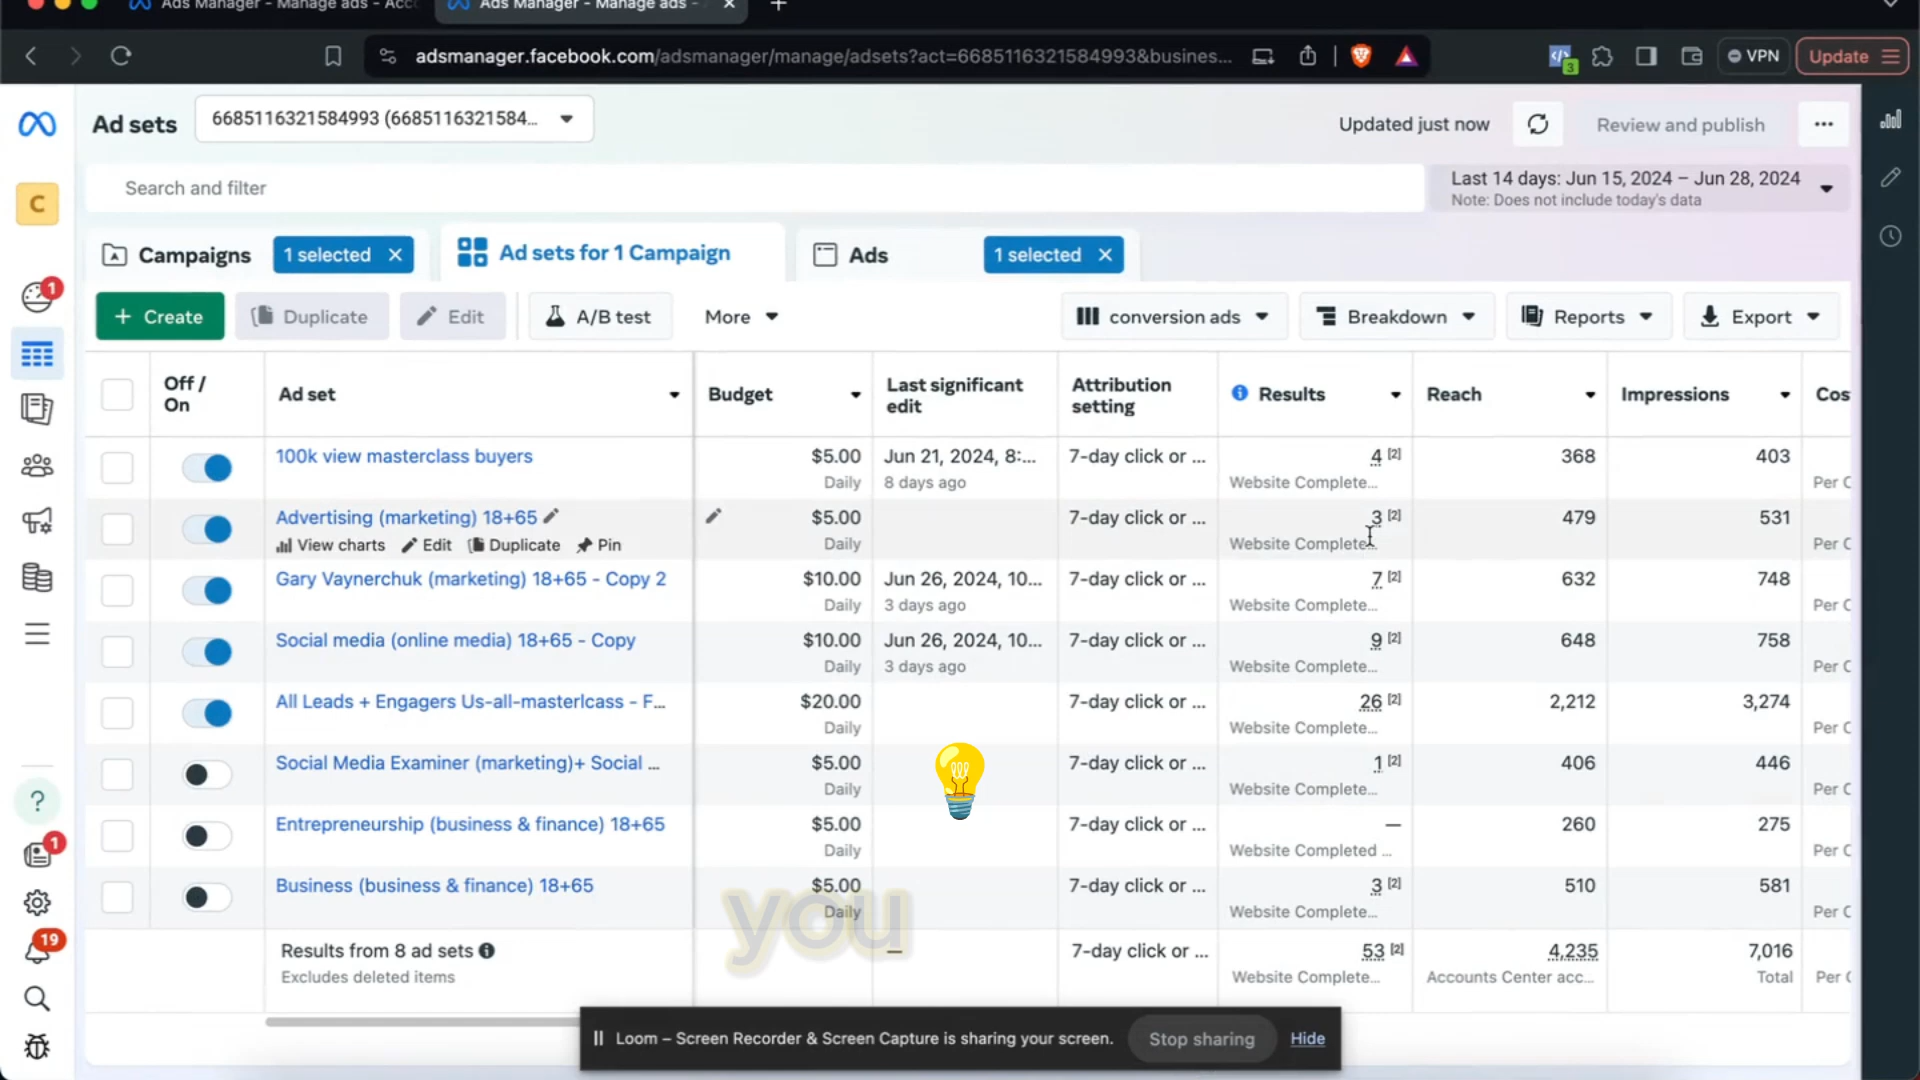 Ads Manager - Manage ads - Acc
Ads Manager - Manage ads -
adsmanager.facebook.com/adsmanager/manage/adsets?act=6685116321584993&busines...
3
VPN
Update
Ad sets
6685116321584993 (6685116321584...
Updated just now
Review and publish
C
Search and filter
Last 14 days: Jun 15, 2024 – Jun 28, 2024
Note: Does not include today's data
Campaigns
1 selected
Ad sets for 1 Campaign
Ads
1 selected
1
+ Create
Duplicate
Edit
A/B test
More
conversion ads
Breakdown
Reports
Export
Off / On
Ad set
Budget
Last significant edit
Attribution setting
Results
Reach
Impressions
Cos
100k view masterclass buyers
$5.00
Daily
Jun 21, 2024, 8:...
8 days ago
7-day click or ...
4 [2]
Website Complete...
368
403
Per C
Advertising (marketing) 18+65
View charts
Edit
Duplicate
Pin
$5.00
Daily
7-day click or ...
3 [2]
Website Complete...
479
531
Per C
Gary Vaynerchuk (marketing) 18+65 - Copy 2
$10.00
Daily
Jun 26, 2024, 10...
3 days ago
7-day click or ...
7 [2]
Website Complete...
632
748
Per C
Social media (online media) 18+65 - Copy
$10.00
Daily
Jun 26, 2024, 10...
3 days ago
7-day click or ...
9 [2]
Website Complete...
648
758
Per C
All Leads + Engagers Us-all-masterlcass - F...
$20.00
Daily
7-day click or ...
26 [2]
Website Complete...
2,212
3,274
Per C
Social Media Examiner (marketing)+ Social ...
$5.00
Daily
7-day click or ...
1 [2]
Website Complete...
406
446
Per C
Entrepreneurship (business & finance) 18+65
$5.00
Daily
7-day click or ...
—
Website Completed ...
260
275
Per C
Business (business & finance) 18+65
$5.00
Daily
7-day click or ...
3 [2]
Website Complete...
510
581
Per C
you
Results from 8 ad sets
Excludes deleted items
—
7-day click or ...
53 [2]
Website Complete...
4,235
Accounts Center acc...
7,016
Total
Per C
?
1
19
Loom – Screen Recorder & Screen Capture is sharing your screen.
Stop sharing
Hide